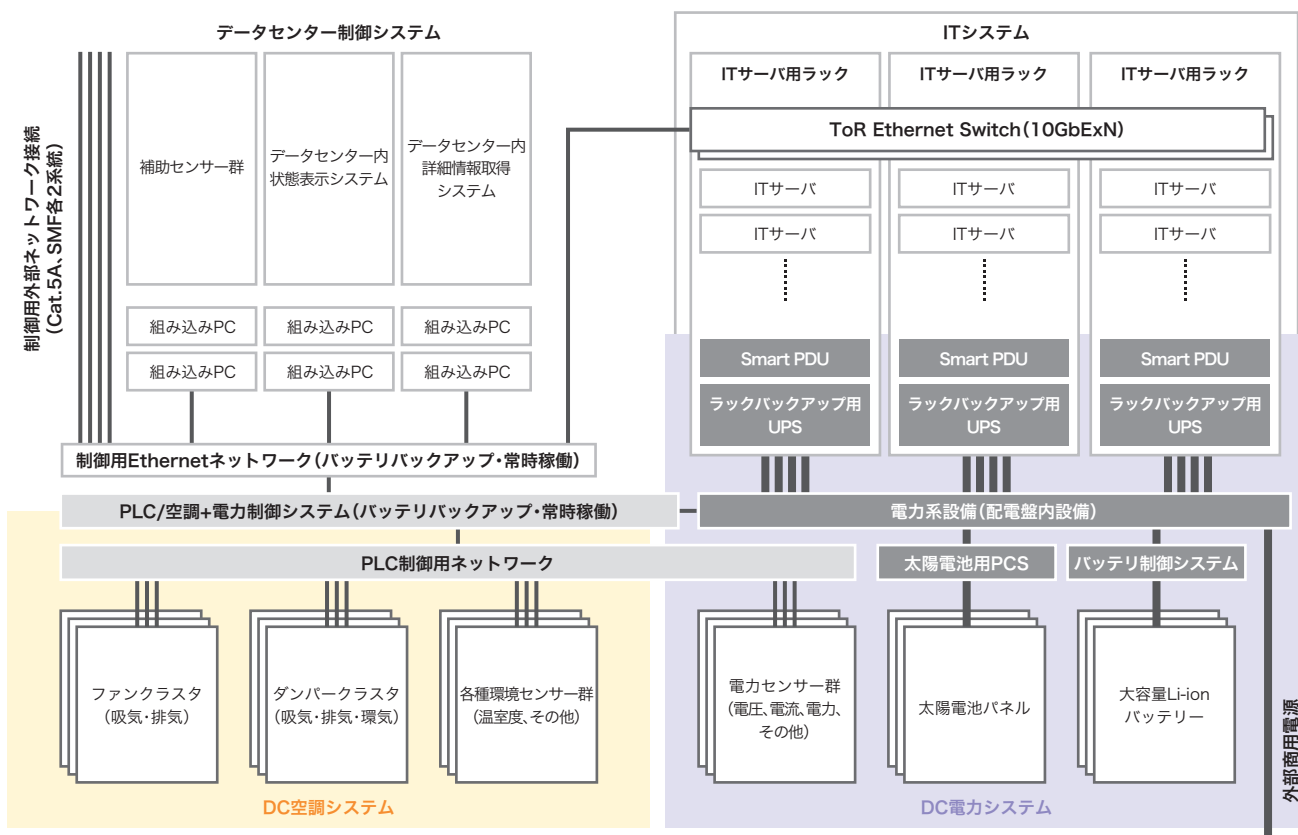 データセンター制御システム
制御用外部ネットワーク接続
(Cat.5A、SMF各2系統)
補助センサー群
データセンター内
状態表示システム
データセンター内
詳細情報取得
システム
組み込みPC
組み込みPC
組み込みPC
組み込みPC
組み込みPC
組み込みPC
ITシステム
ITサーバ用ラック
ITサーバ用ラック
ITサーバ用ラック
ToR Ethernet Switch(10GbExN)
ITサーバ
ITサーバ
ITサーバ
ITサーバ
ITサーバ
ITサーバ
Smart PDU
Smart PDU
Smart PDU
ラックバックアップ用
UPS
ラックバックアップ用
UPS
ラックバックアップ用
UPS
制御用Ethernetネットワーク(バッテリバックアップ・常時稼働)
PLC/空調+電力制御システム(バッテリバックアップ・常時稼働)
電力系設備(配電盤内設備)
PLC制御用ネットワーク
太陽電池用PCS
バッテリ制御システム
ファンクラスタ
(吸気・排気)
ダンパークラスタ
(吸気・排気・環気)
各種環境センサー群
(温室度、その他)
電力センサー群
(電圧、電流、電力、
その他)
太陽電池パネル
大容量Li-ion
バッテリー
外部商用電源
DC空調システム
DC電力システム